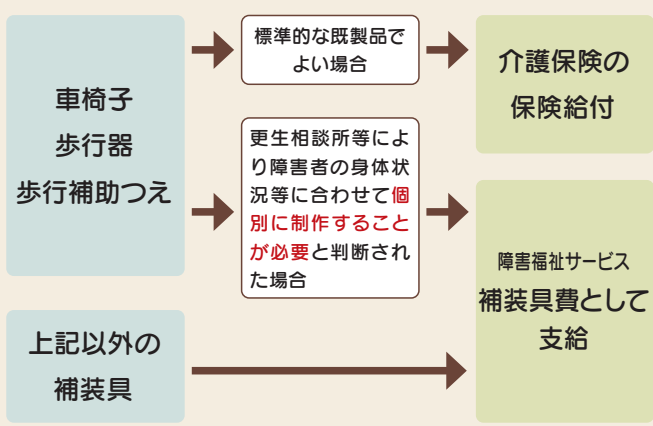 車椅子
歩行器
歩行補助つえ
標準的な既製品で
よい場合
介護保険の
保険給付
更生相談所等によ
り障害者の身体状
況等に合わせて個
別に制作すること
が必要と判断され
た場合
障害福祉サービス
補装具費として
支給
上記以外の
補装具